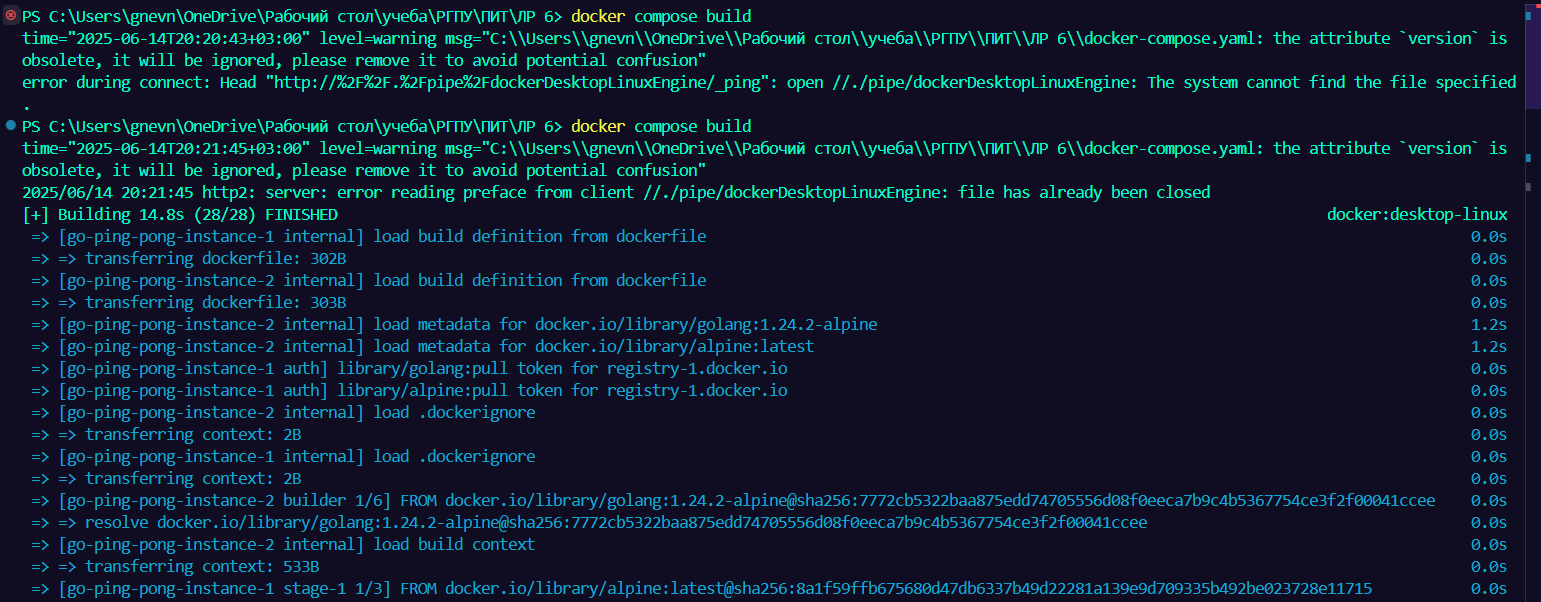 PS C:\Users\gnevn\OneDrive\Рабочий стол\учеба\РГПУ\ПИТ\ЛР 6> docker compose build
time="2025-06-14T20:20:43+03:00" level=warning msg="C:\\Users\\gnevn\\OneDrive\\Рабочий стол\\учеба\\РГПУ\\ПИТ\\ЛР 6\\docker-compose.yaml: the attribute `version` is
obsolete, it will be ignored, please remove it to avoid potential confusion"
error during connect: Head "http://%2F%2F.%2Fpipe%2FdockerDesktopLinuxEngine/_ping": open //./pipe/dockerDesktopLinuxEngine: The system cannot find the file specified
.
PS C:\Users\gnevn\OneDrive\Рабочий стол\учеба\РГПУ\ПИТ\ЛР 6> docker compose build
time="2025-06-14T20:21:45+03:00" level=warning msg="C:\\Users\\gnevn\\OneDrive\\Рабочий стол\\учеба\\РГПУ\\ПИТ\\ЛР 6\\docker-compose.yaml: the attribute `version` is
obsolete, it will be ignored, please remove it to avoid potential confusion"
2025/06/14 20:21:45 http2: server: error reading preface from client //./pipe/dockerDesktopLinuxEngine: file has already been closed
[+] Building 14.8s (28/28) FINISHED docker:desktop-linux
=> [go-ping-pong-instance-1 internal] load build definition from dockerfile 0.0s
=> => transferring dockerfile: 302B 0.0s
=> [go-ping-pong-instance-2 internal] load build definition from dockerfile 0.0s
=> => transferring dockerfile: 303B 0.0s
=> [go-ping-pong-instance-2 internal] load metadata for docker.io/library/golang:1.24.2-alpine 1.2s
=> [go-ping-pong-instance-2 internal] load metadata for docker.io/library/alpine:latest 1.2s
=> [go-ping-pong-instance-1 auth] library/golang:pull token for registry-1.docker.io 0.0s
=> [go-ping-pong-instance-1 auth] library/alpine:pull token for registry-1.docker.io 0.0s
=> [go-ping-pong-instance-2 internal] load .dockerignore 0.0s
=> => transferring context: 2B 0.0s
=> [go-ping-pong-instance-1 internal] load .dockerignore 0.0s
=> => transferring context: 2B 0.0s
=> [go-ping-pong-instance-2 builder 1/6] FROM docker.io/library/golang:1.24.2-alpine@sha256:7772cb5322baa875edd74705556d08f0eeca7b9c4b5367754ce3f2f00041ccee 0.0s
=> => resolve docker.io/library/golang:1.24.2-alpine@sha256:7772cb5322baa875edd74705556d08f0eeca7b9c4b5367754ce3f2f00041ccee 0.0s
=> [go-ping-pong-instance-2 internal] load build context 0.0s
=> => transferring context: 533B 0.0s
=> [go-ping-pong-instance-1 stage-1 1/3] FROM docker.io/library/alpine:latest@sha256:8a1f59ffb675680d47db6337b49d22281a139e9d709335b492be023728e11715 0.0s